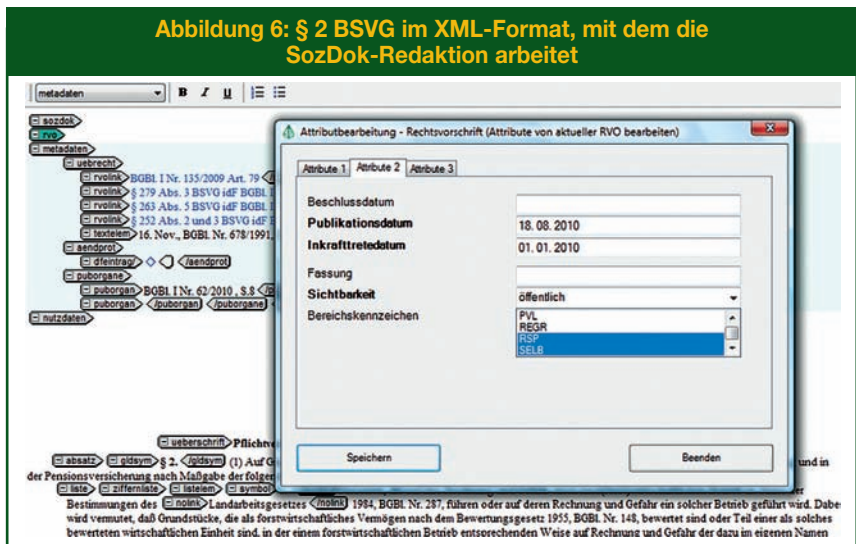 Abbildung 6: § 2 BSVG im XML-Format, mit dem die
SozDok-Redaktion arbeitet
metadaten B I U
sozdok
rvo
metadaten
uebrecht
rvolink BGBl. I Nr. 135/2009 Art. 79
rvolink § 279 Abs. 3 BSVG idF BGBl. I
rvolink § 263 Abs. 5 BSVG idF BGBl. I
rvolink § 252 Abs. 2 und 3 BSVG idF
textelem 16. Nov., BGBl. Nr. 678/1991,
aendprot
dfeintrag/ /aendprot
puborgane
puborgan BGBl. I Nr. 62/2010 , S.8
puborgan /puborgan /puborgane
nutzdaten
Attributbearbeitung - Rechtsvorschrift (Attribute von aktueller RVO bearbeiten)
Attribute 1 Attribute 2 Attribute 3
Beschlussdatum
Publikationsdatum 18. 08. 2010
Inkrafttretedatum 01. 01. 2010
Fassung
Sichtbarkeit öffentlich
Bereichskennzeichen PVL
REGR
RSP
SELB
Speichern Beenden
ueberschrift Pflichtve
absatz gldsym § 2. /gldsym (1) Auf G und in
der Pensionsversicherung nach Maßgabe der folgen
liste ziffernliste listelem symbol er
Bestimmungen des nolink Landarbeitsgesetzes /nolink 1984, BGBl. Nr. 287, führen oder auf deren Rechnung und Gefahr ein solcher Betrieb geführt wird. Dabe
wird vermutet, daß Grundstücke, die als forstwirtschaftliches Vermögen nach dem Bewertungsgesetz 1955, BGBl. Nr. 148, bewertet sind oder Teil einer als solches
bewerteten wirtschaftlichen Einheit sind, in der einem forstwirtschaftlichen Betrieb entsprechenden Weise auf Rechnung und Gefahr der dazu im eigenen Namen